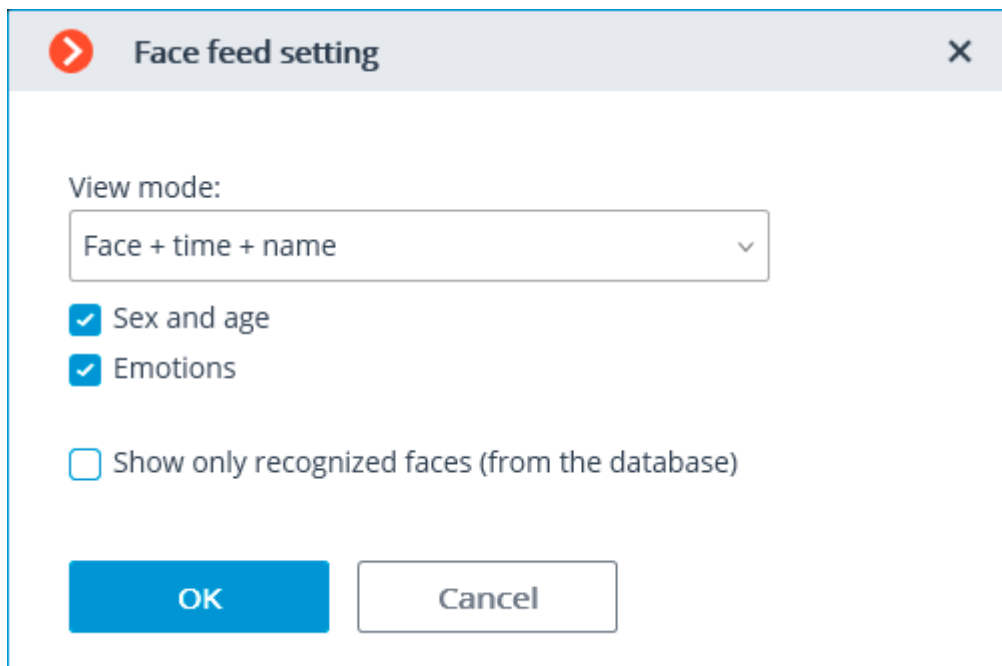 Face feed setting
View mode:
Face + time + name
Sex and age
Emotions
Show only recognized faces (from the database)
OK
Cancel